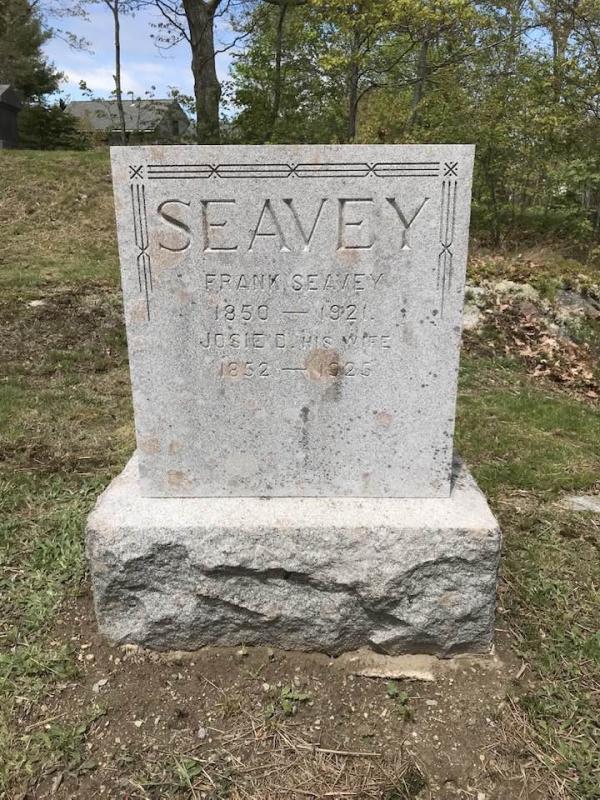 SEAVEY
FRANK SEAVEY
1850 — 1921.
JOSIE D. HIS WIFE
1852 — 1925